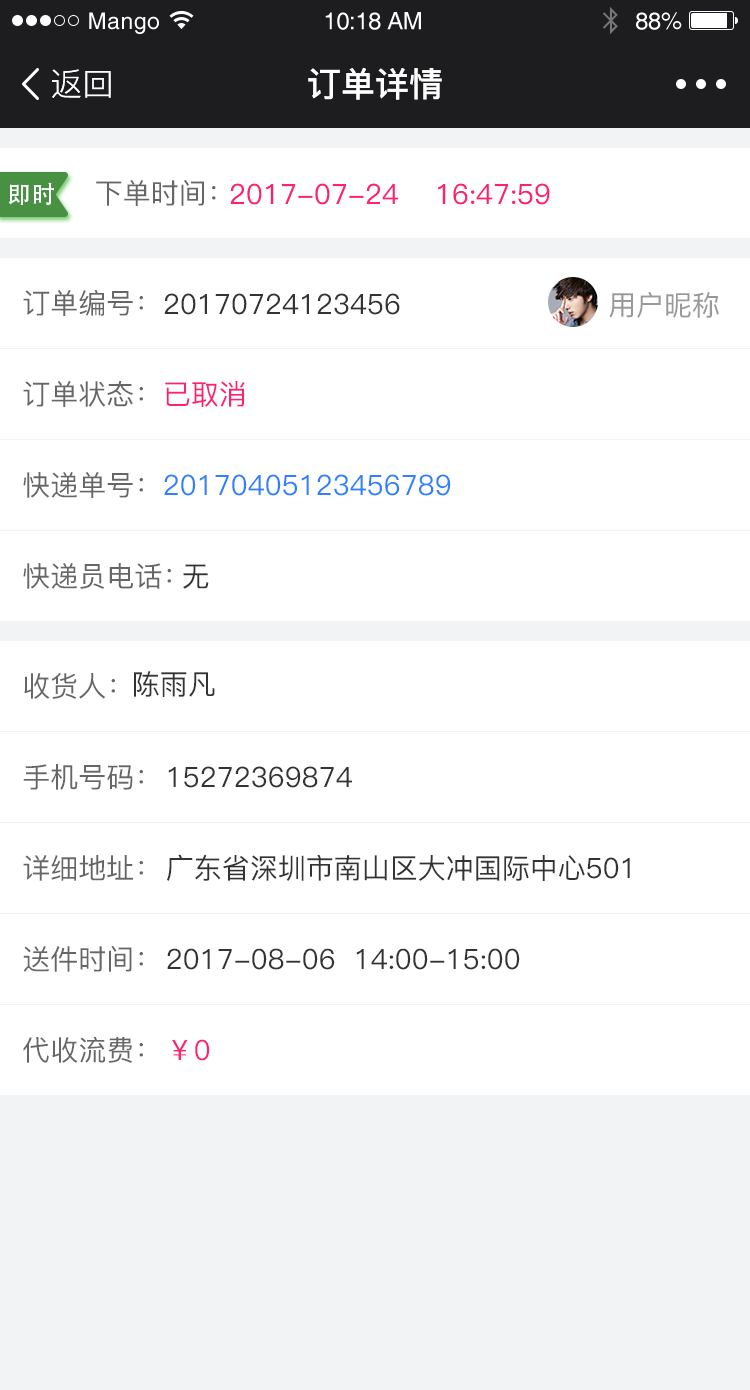 Mango 10:18 AM 88%
返回 订单详情
即时 下单时间：2017-07-24 16:47:59
订单编号：20170724123456 用户昵称
订单状态：已取消
快递单号：20170405123456789
快递员电话：无
收货人：陈雨凡
手机号码：15272369874
详细地址：广东省深圳市南山区大冲国际中心501
送件时间：2017-08-06 14:00-15:00
代收流费：￥0